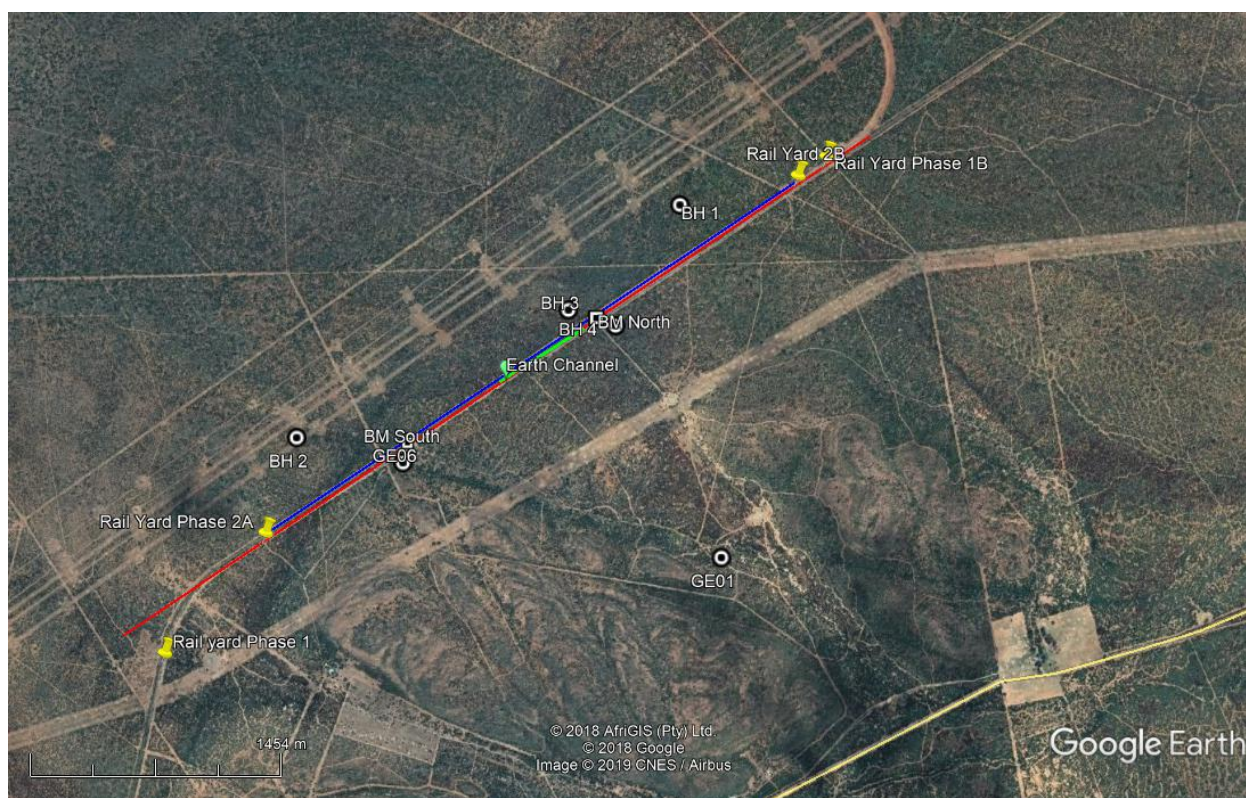 Rail Yard 2B
Rail Yard Phase 1B
BH 1
BH 3
BM North
BH 4
Earth Channel
BM South
GE06
BH 2
Rail Yard Phase 2A
GE01
Rail yard Phase 1
1454 m
© 2018 AfriGIS (Pty) Ltd.
© 2018 Google
Image © 2019 CNES / Airbus
Google Earth